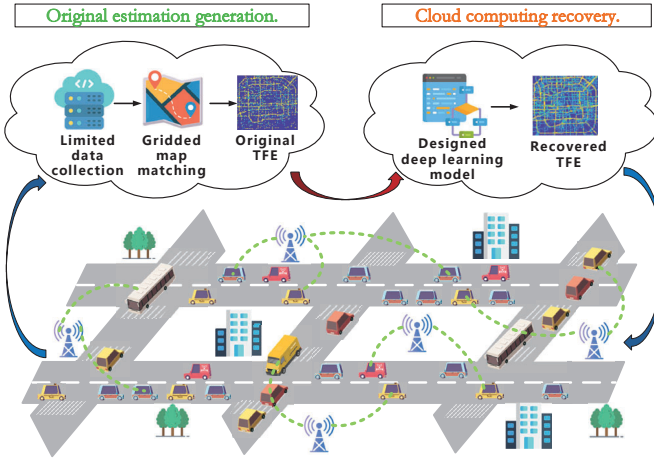 Original estimation generation.
Cloud computing recovery.
Limited
data
collection
Gridded
map
matching
Original
TFE
Designed
deep learning
model
Recovered
TFE